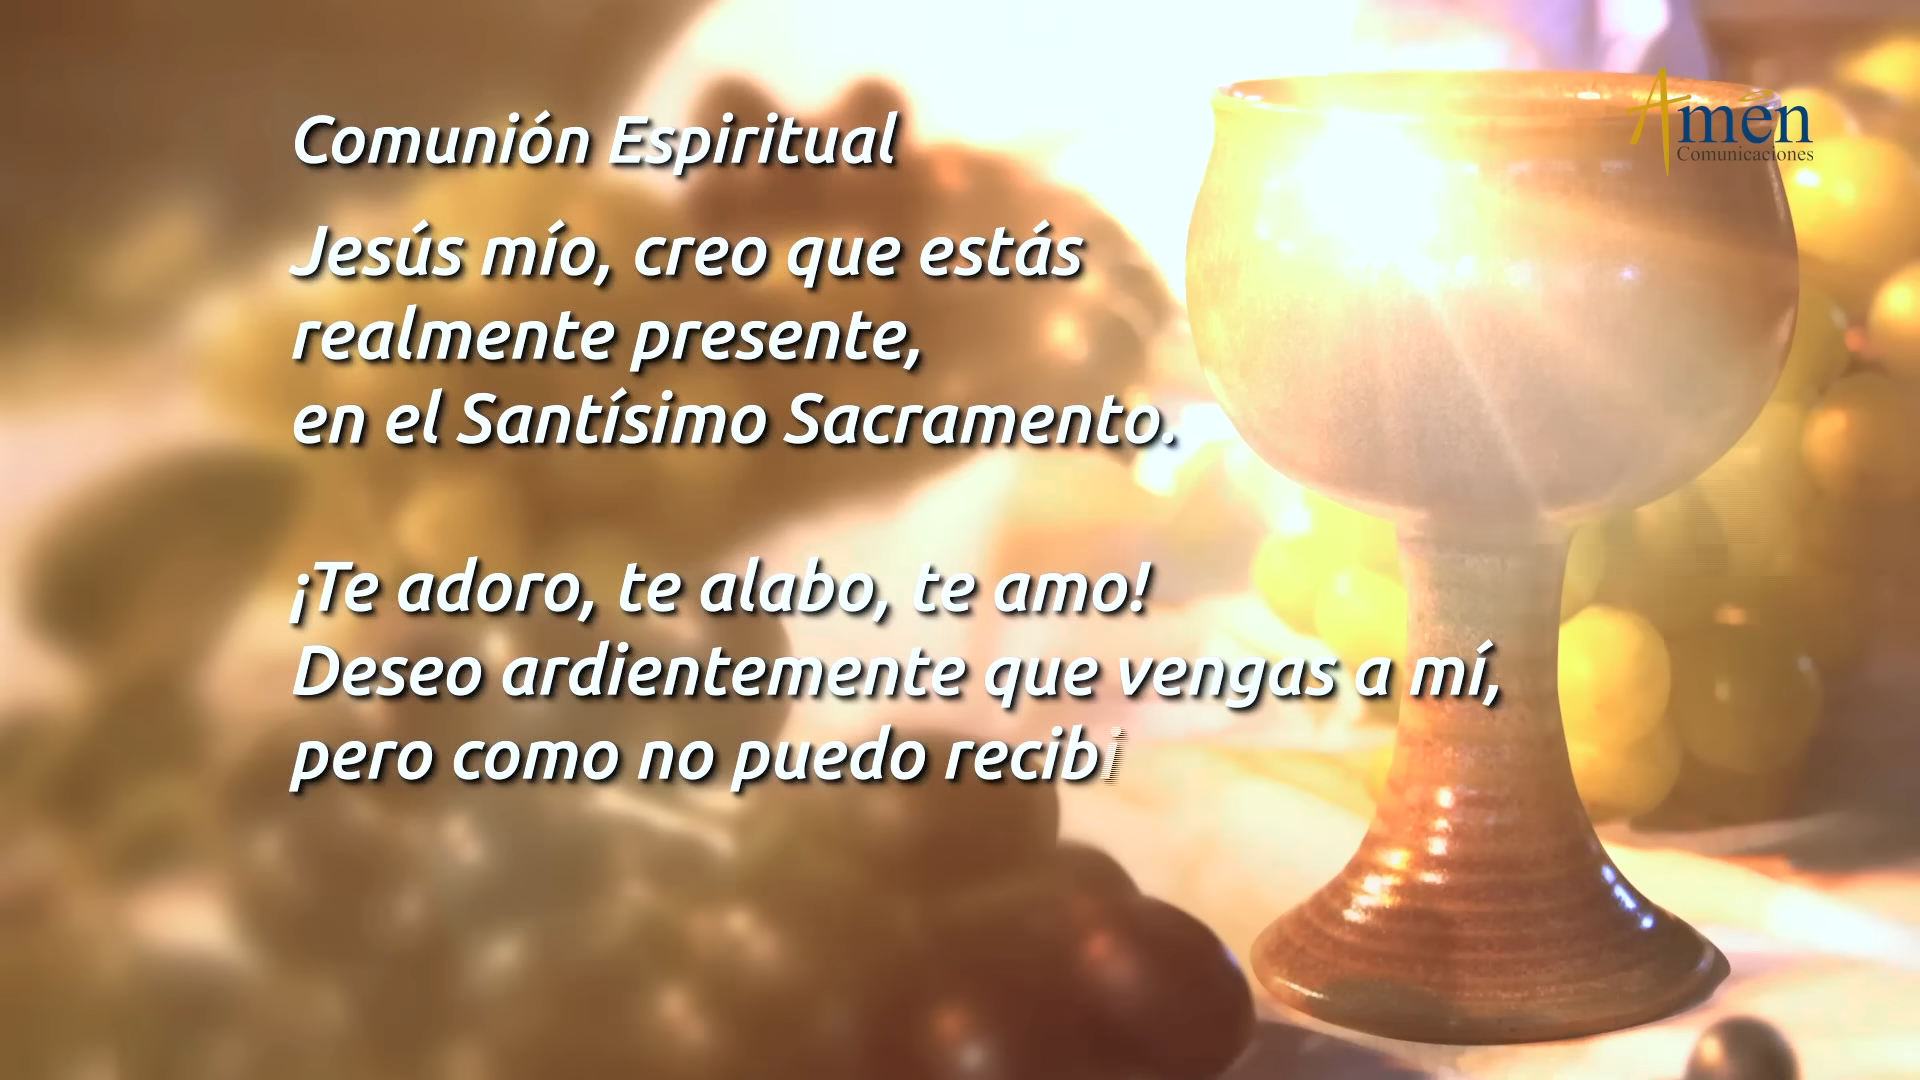 Amén
Comunicaciones
Comunión Espiritual
Jesús mío, creo que estás
realmente presente,
en el Santísimo Sacramento.
¡Te adoro, te alabo, te amo!
Deseo ardientemente que vengas a mí,
pero como no puedo recibi